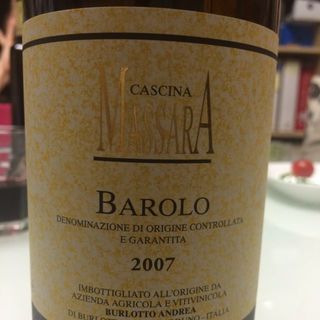 CASCINA
MASSARA
BAROLO
DENOMINAZIONE DI ORIGINE CONTROLLATA
E GARANTITA
2007
IMBOTTIGLIATO ALL'ORIGINE DA
AZIENDA AGRICOLA E VITIVINICOLA
BURLOTTO ANDREA